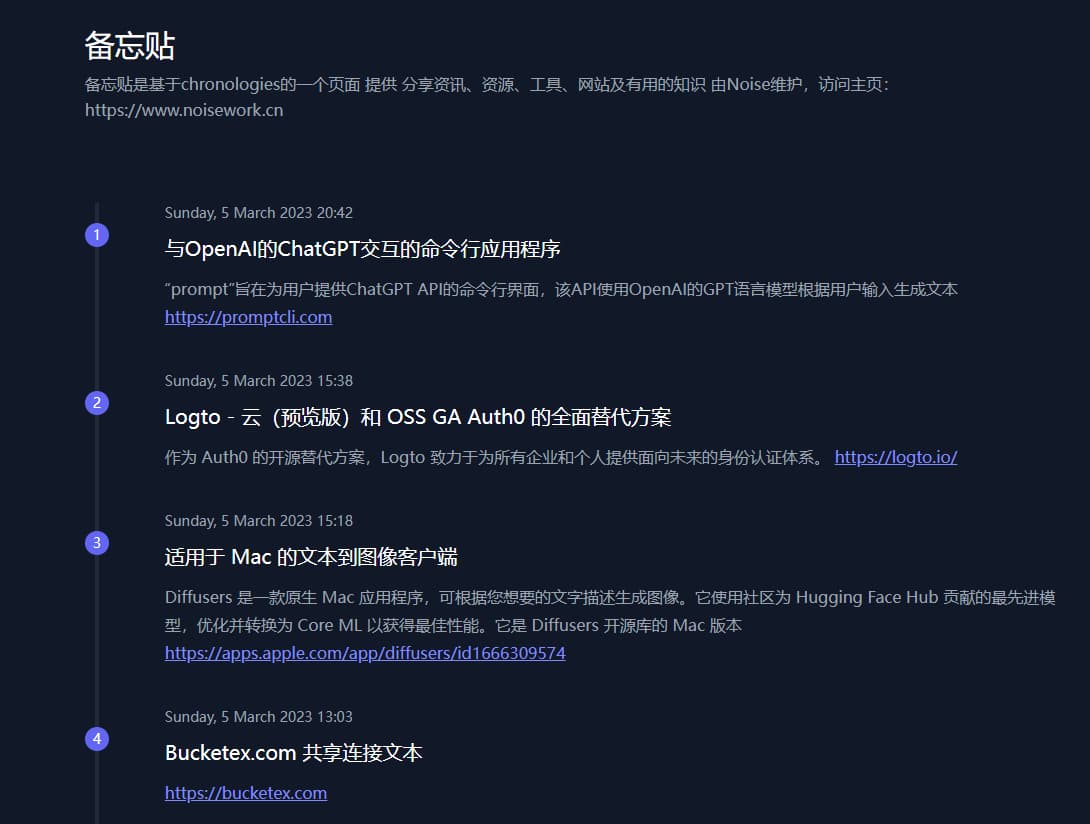 备忘贴
备忘贴是基于chronologies的一个页面 提供 分享资讯、资源、工具、网站及有用的知识 由Noise维护，访问主页：
https://www.noisework.cn
Sunday, 5 March 2023 20:42
1
与OpenAI的ChatGPT交互的命令行应用程序
“prompt”旨在为用户提供ChatGPT API的命令行界面，该API使用OpenAI的GPT语言模型根据用户输入生成文本
https://promptcli.com
Sunday, 5 March 2023 15:38
2
Logto - 云（预览版）和 OSS GA Auth0 的全面替代方案
作为 Auth0 的开源替代方案，Logto 致力于为所有企业和个人提供面向未来的身份认证体系。 https://logto.io/
Sunday, 5 March 2023 15:18
3
适用于 Mac 的文本到图像客户端
Diffusers 是一款原生 Mac 应用程序，可根据您想要的文字描述生成图像。它使用社区为 Hugging Face Hub 贡献的最先进模
型，优化并转换为 Core ML 以获得最佳性能。它是 Diffusers 开源库的 Mac 版本
https://apps.apple.com/app/diffusers/id1666309574
Sunday, 5 March 2023 13:03
4
Bucketex.com 共享连接文本
https://bucketex.com